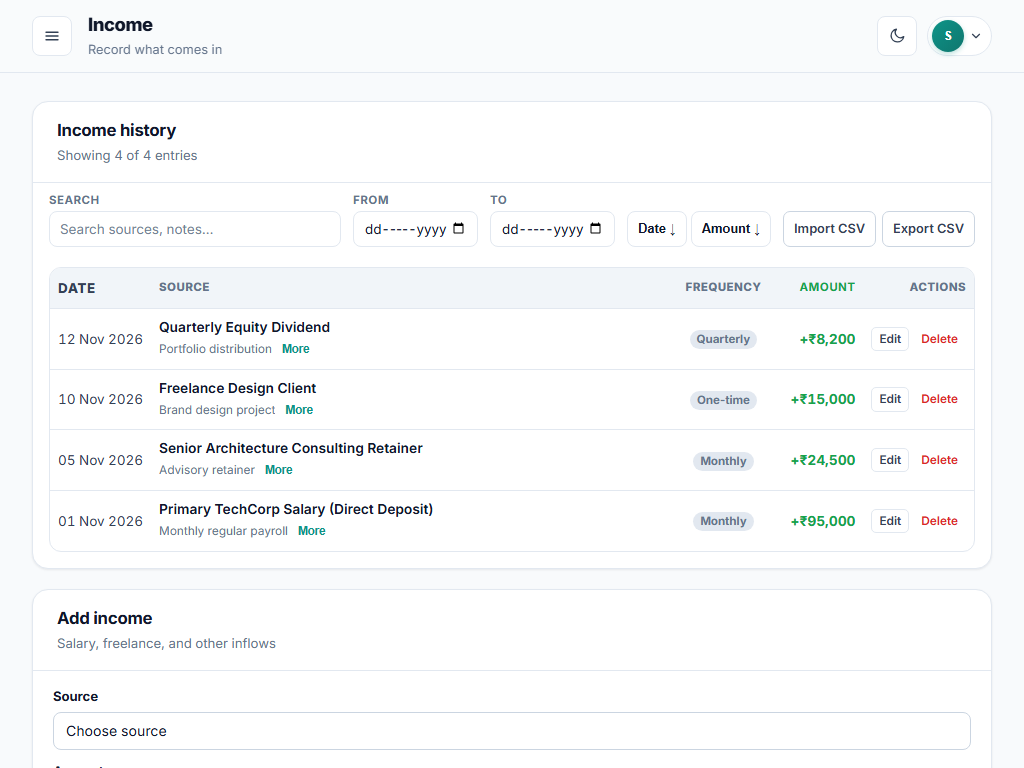 Income
Record what comes in
S
Income history
Showing 4 of 4 entries
SEARCH FROM TO
Search sources, notes... dd-----yyyy dd-----yyyy Date ↓ Amount ↓ Import CSV Export CSV
DATE SOURCE FREQUENCY AMOUNT ACTIONS
12 Nov 2026 Quarterly Equity Dividend Quarterly +₹8,200 Edit Delete
Portfolio distribution More
10 Nov 2026 Freelance Design Client One-time +₹15,000 Edit Delete
Brand design project More
05 Nov 2026 Senior Architecture Consulting Retainer Monthly +₹24,500 Edit Delete
Advisory retainer More
01 Nov 2026 Primary TechCorp Salary (Direct Deposit) Monthly +₹95,000 Edit Delete
Monthly regular payroll More
Add income
Salary, freelance, and other inflows
Source
Choose source